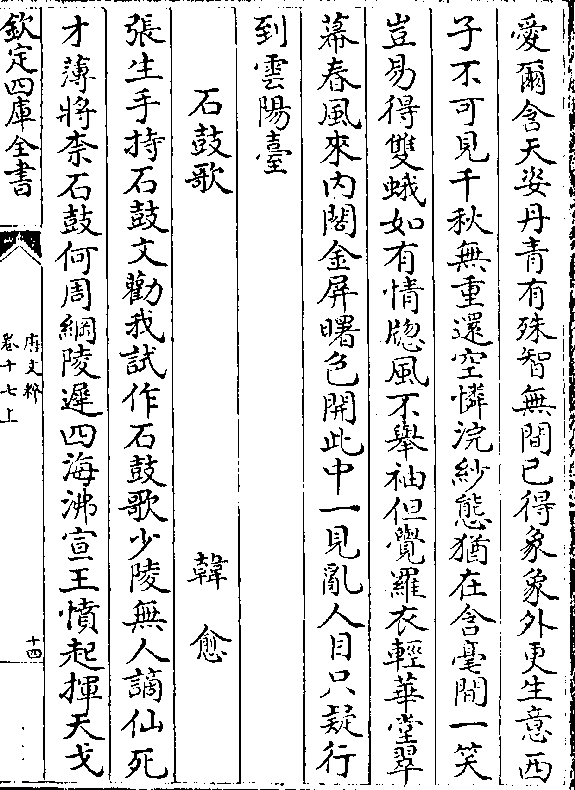 愛爾含天姿丹青有殊智無間已得象象外更生意西
子不可見千秋無重還空憐浣紗態猶在含毫間一笑
豈易得雙蛾如有情牕風不舉袖但覺羅衣輕華堂翠
幕春風來内閣金屏曙色開此中一見亂人目只疑行
到雲陽臺
石鼓歌 韓愈
張生手持石鼓文勸我試作石鼓歌少陵無人謫仙死
才薄將柰石鼓何周綱陵遲四海沸宣王憤起揮天戈
欽定四庫全書
唐文粹
卷十七上
十四